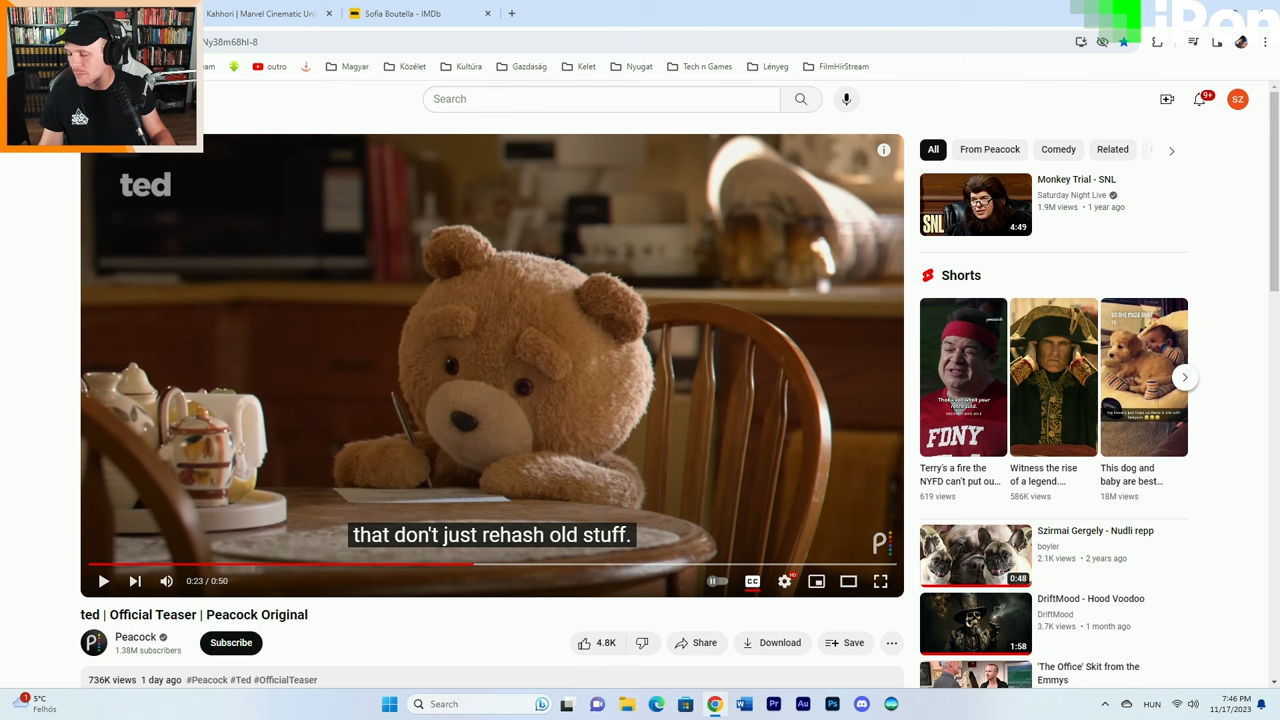 Kahhori | Marvel Cinematic Uni
Sofia Boutella - IMDb
Ny38m68hI-8
outro
Magyar
Közélet
Kultúr
Gazdaság
Kelet
Nyugat
Tech n Games
Lényeg
FilmHírStream
Search
9+
SZ
ted
that don't just rehash old stuff.
0:23 / 0:50
CC
HD
ted | Official Teaser | Peacock Original
Peacock
1.38M subscribers
Subscribe
4.8K
Share
Download
Save
736K views 1 day ago #Peacock #Ted #OfficialTeaser
All
From Peacock
Comedy
Related
Monkey Trial - SNL
Saturday Night Live
1.9M views • 1 year ago
SNL
4:49
Shorts
FDNY
Terry's a fire the
NYFD can't put ou...
619 views
Witness the rise
of a legend....
586K views
This dog and
baby are best...
18M views
Szirmai Gergely - Nudli repp
boyler
2.1K views • 2 years ago
0:48
DriftMood - Hood Voodoo
DriftMood
3.7K views • 1 month ago
1:58
'The Office' Skit from the
Emmys
1
5°C
Felhős
Search
HUN
7:46 PM
11/17/2023